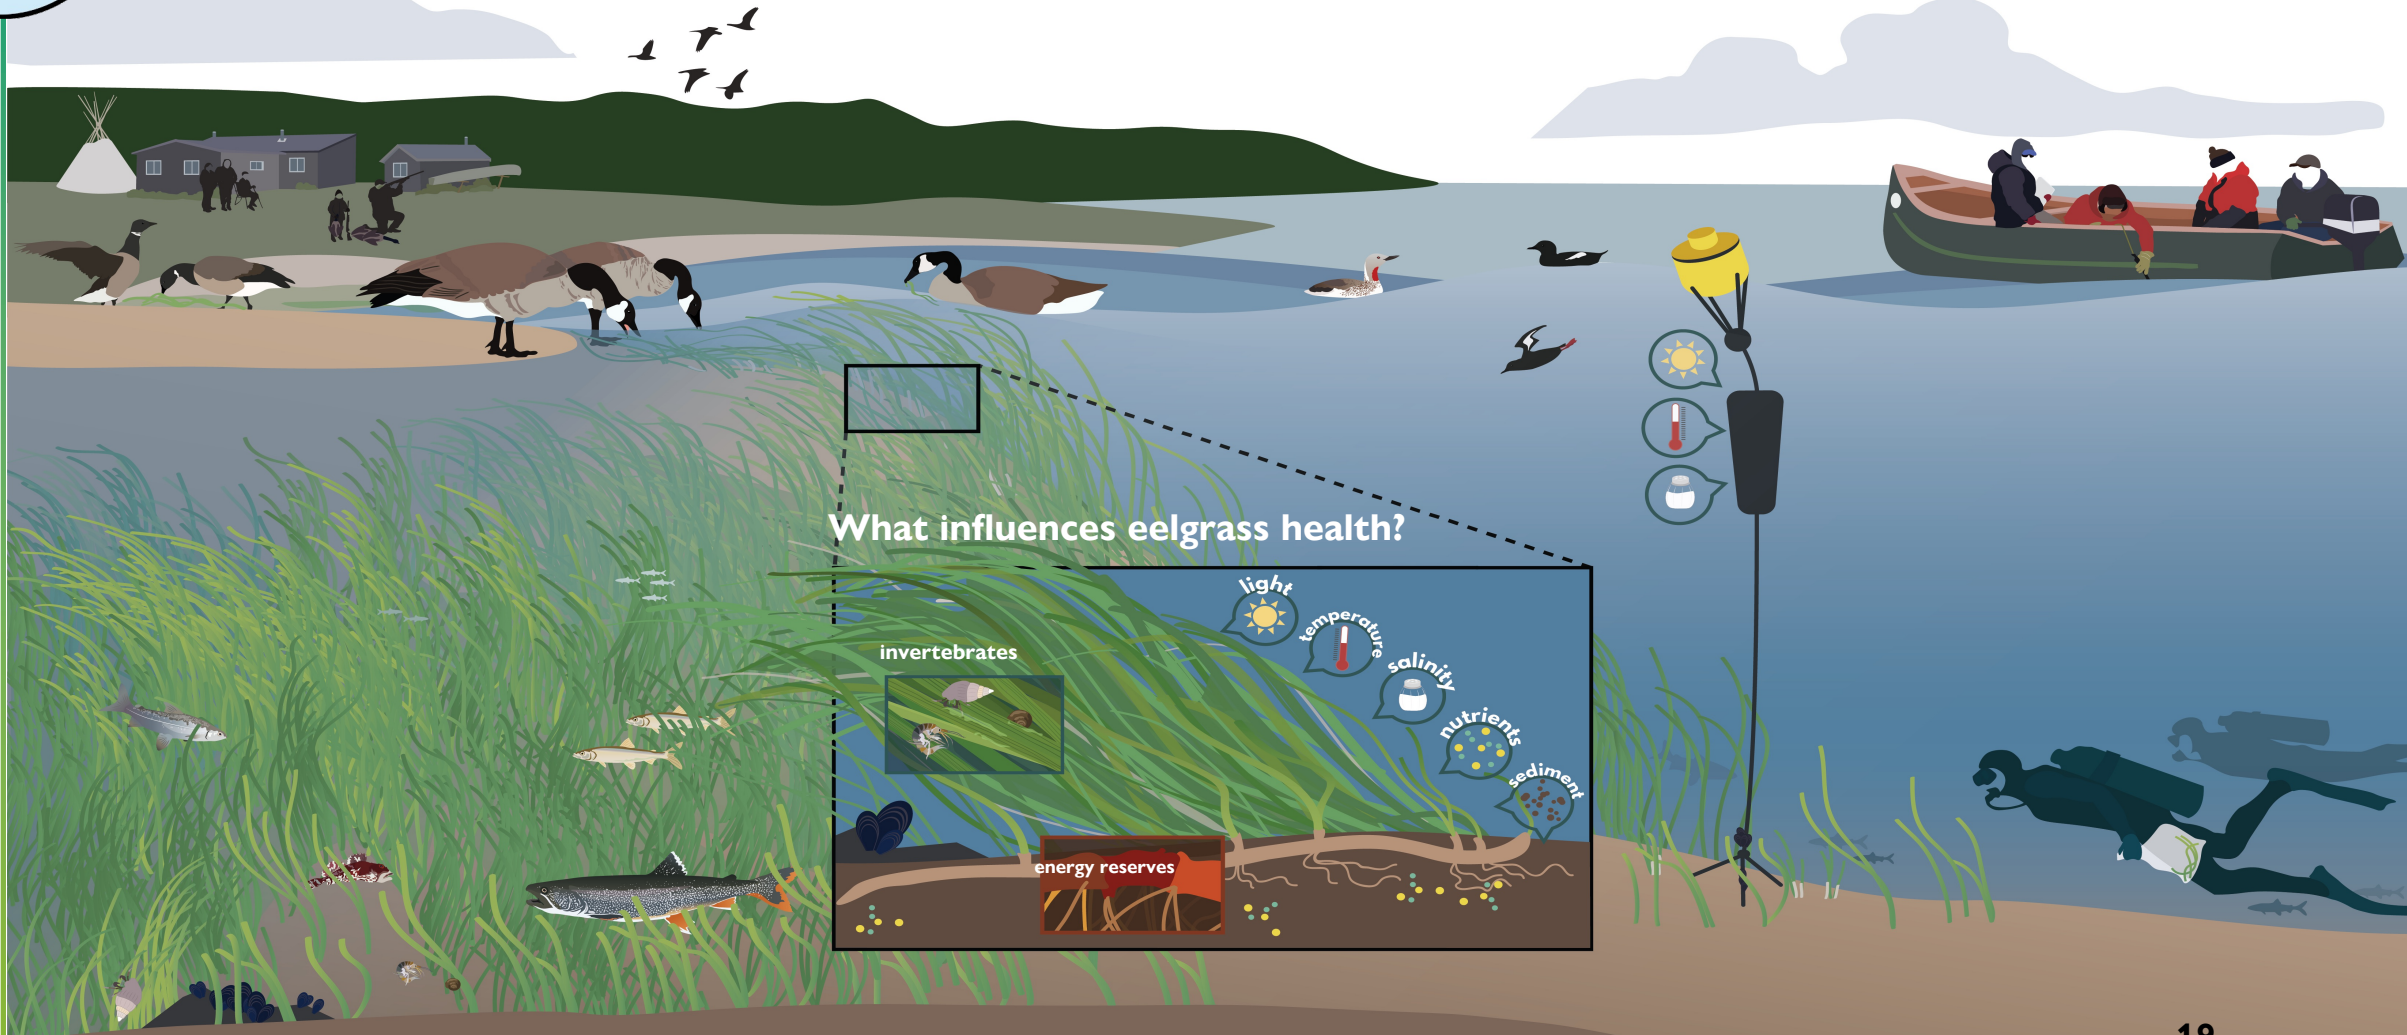 What influences eelgrass health?
light
temperature
invertebrates
salinity
nutrients
sediment
energy reserves